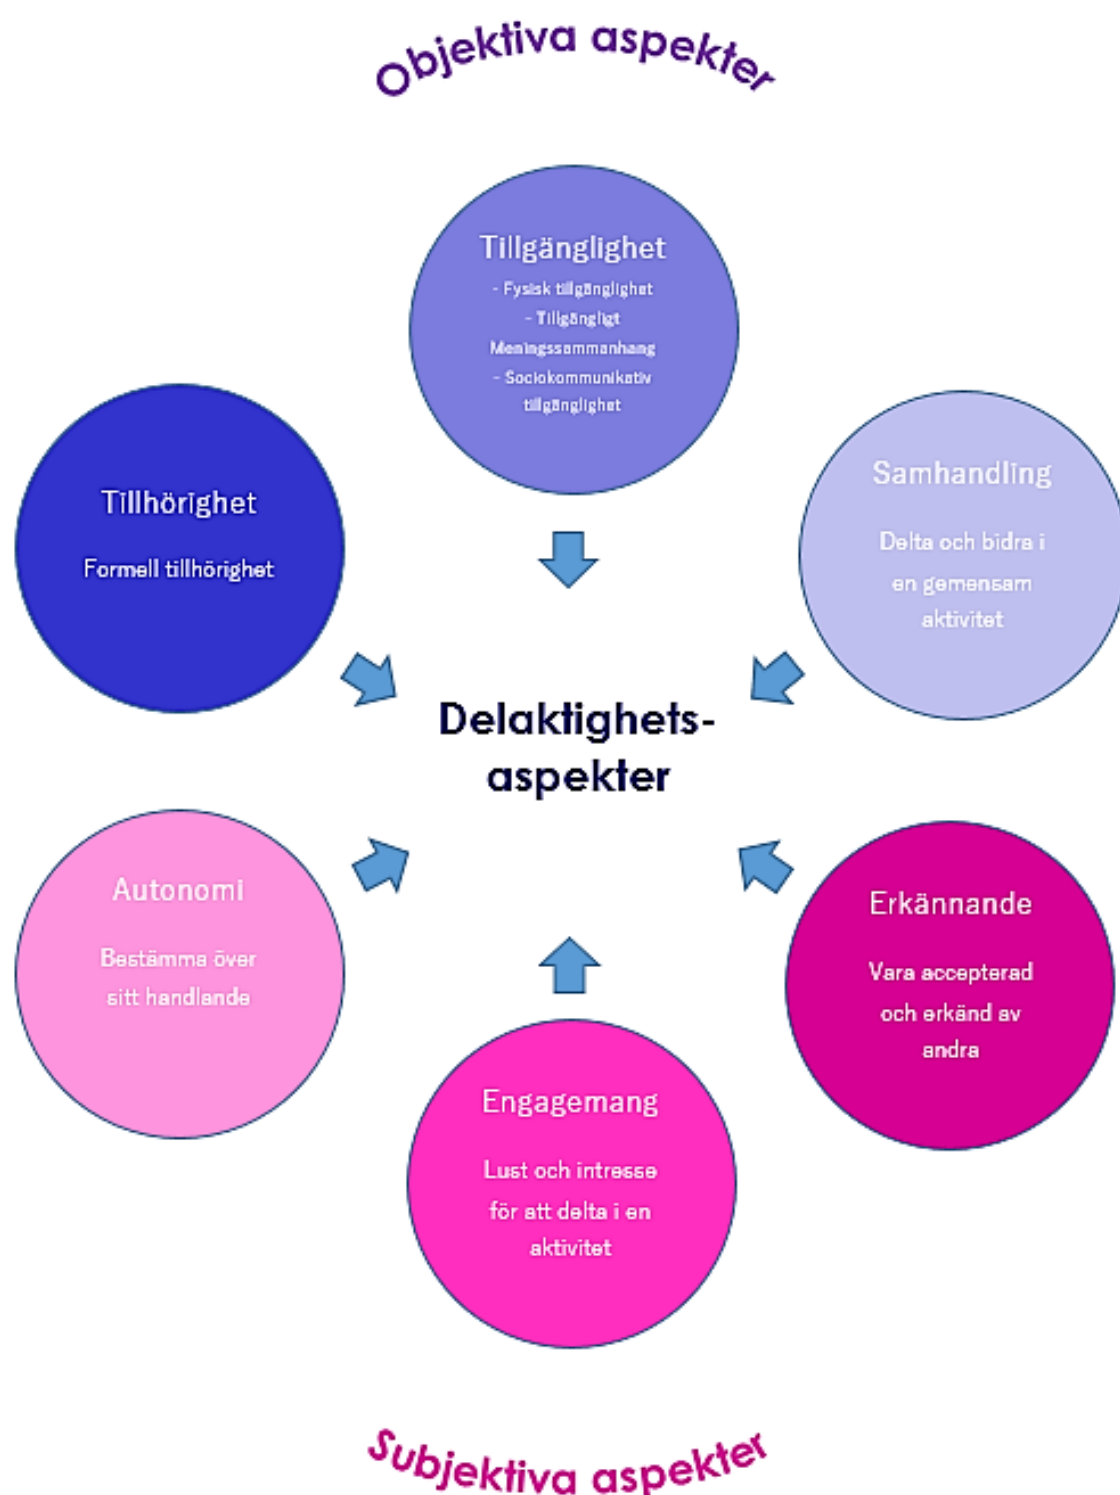 Objektiva aspekter
Tillgänglighet
- Fysisk tillgänglighet
- Tillgängligt
Meningssammanhang
- Sociokommunikativ
tillgänglighet
Tillhörighet
Formell tillhörighet
Samhandling
Delta och bidra i
en gemensam
aktivitet
Delaktighets-
aspekter
Autonomi
Bestämma över
sitt handlande
Erkännande
Vara accepterad
och erkänd av
andra
Engagemang
Lust och intresse
för att delta i en
aktivitet
Subjektiva aspekter